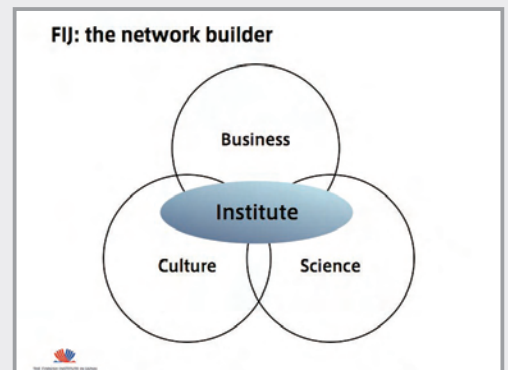 FIJ: the network builder
Business
Institute
Culture
Science